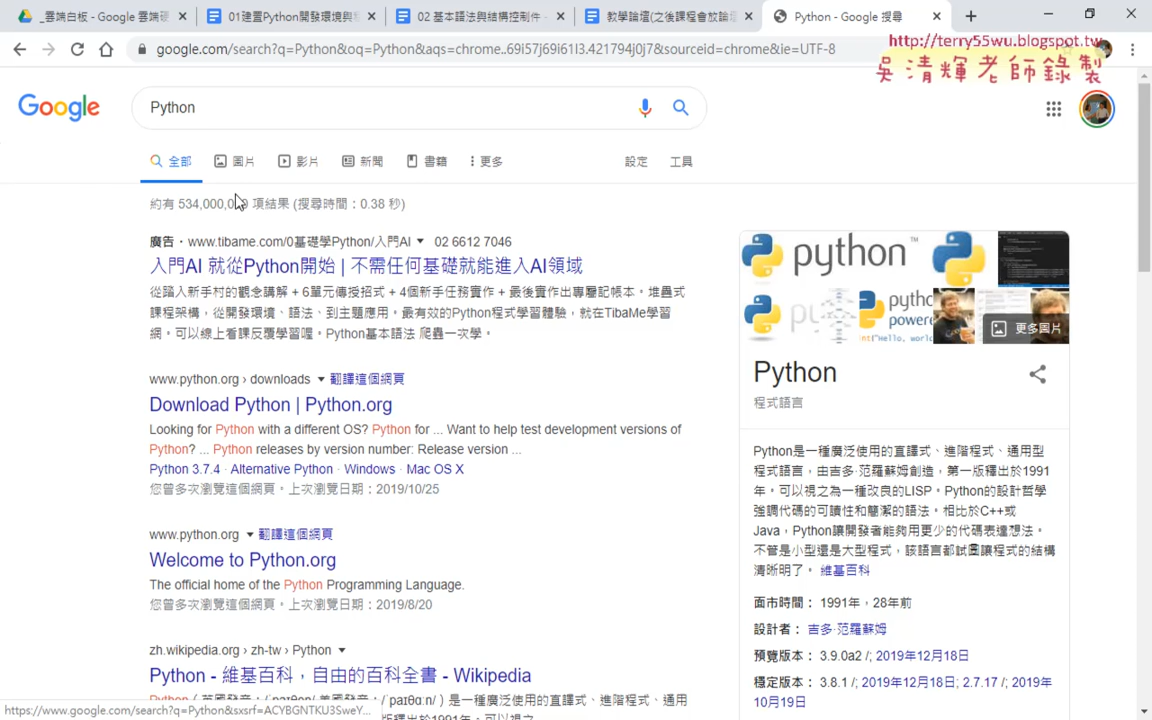 _雲端白板 - Google 雲端硬
01建置Python開發環境與
02 基本語法與結構控制件 -
教學論壇(之後課程會放論壇
Python - Google 搜尋
google.com/search?q=Python&oq=Python&aqs=chrome..69i57j69i61l3.421794j0j7&sourceid=chrome&ie=UTF-8
http://terry55wu.blogspot.tw
吳清輝老師錄製
Google
Python
全部
圖片
影片
新聞
書籍
更多
設定
工具
約有 534,000,0 項結果 (搜尋時間：0.38 秒)
廣告 · www.tibame.com/0基礎學Python/入門AI 02 6612 7046
入門AI 就從Python開始 | 不需任何基礎就能進入AI領域
從踏入新手村的觀念講解 + 6單元傳授招式 + 4個新手任務實作 + 最後實作出專屬記帳本。堆疊式
課程架構，從開發環境、語法、到主題應用。最有效的Python程式學習體驗，就在TibaMe學習
網。可以線上看課反覆學習喔。Python基本語法 爬蟲一次學。
www.python.org › downloads 翻譯這個網頁
Download Python | Python.org
Looking for Python with a different OS? Python for ... Want to help test development versions of
Python? ... Python releases by version number: Release version ...
Python 3.7.4 · Alternative Python · Windows · Mac OS X
您曾多次瀏覽這個網頁。上次瀏覽日期：2019/10/25
www.python.org 翻譯這個網頁
Welcome to Python.org
The official home of the Python Programming Language.
您曾多次瀏覽這個網頁。上次瀏覽日期：2019/8/20
zh.wikipedia.org › zh-tw › Python
Python - 維基百科，自由的百科全書 - Wikipedia
Python（英國發音：/ˈpaɪθən/ 美國發音：/ˈpaɪθɑːn/）是一種廣泛使用的直譯式、進階程式、通用
https://www.google.com/search?q=Python&sxsrf=ACYBGNTKU3SweY...
python™
更多圖片
Python
程式語言
Python是一種廣泛使用的直譯式、進階程式、通用型
程式語言，由吉多·范羅蘇姆創造，第一版釋出於1991
年。可以視之為一種改良的LISP。Python的設計哲學
強調代碼的可讀性和簡潔的語法。相比於C++或
Java，Python讓開發者能夠用更少的代碼表達想法。
不管是小型還是大型程式，該語言都試圖讓程式的結構
清晰明了。 維基百科
面市時間： 1991年，28年前
設計者： 吉多·范羅蘇姆
預覽版本： 3.9.0a2 /; 2019年12月18日
穩定版本： 3.8.1 /; 2019年12月18日; 2.7.17 /; 2019年
10月19日